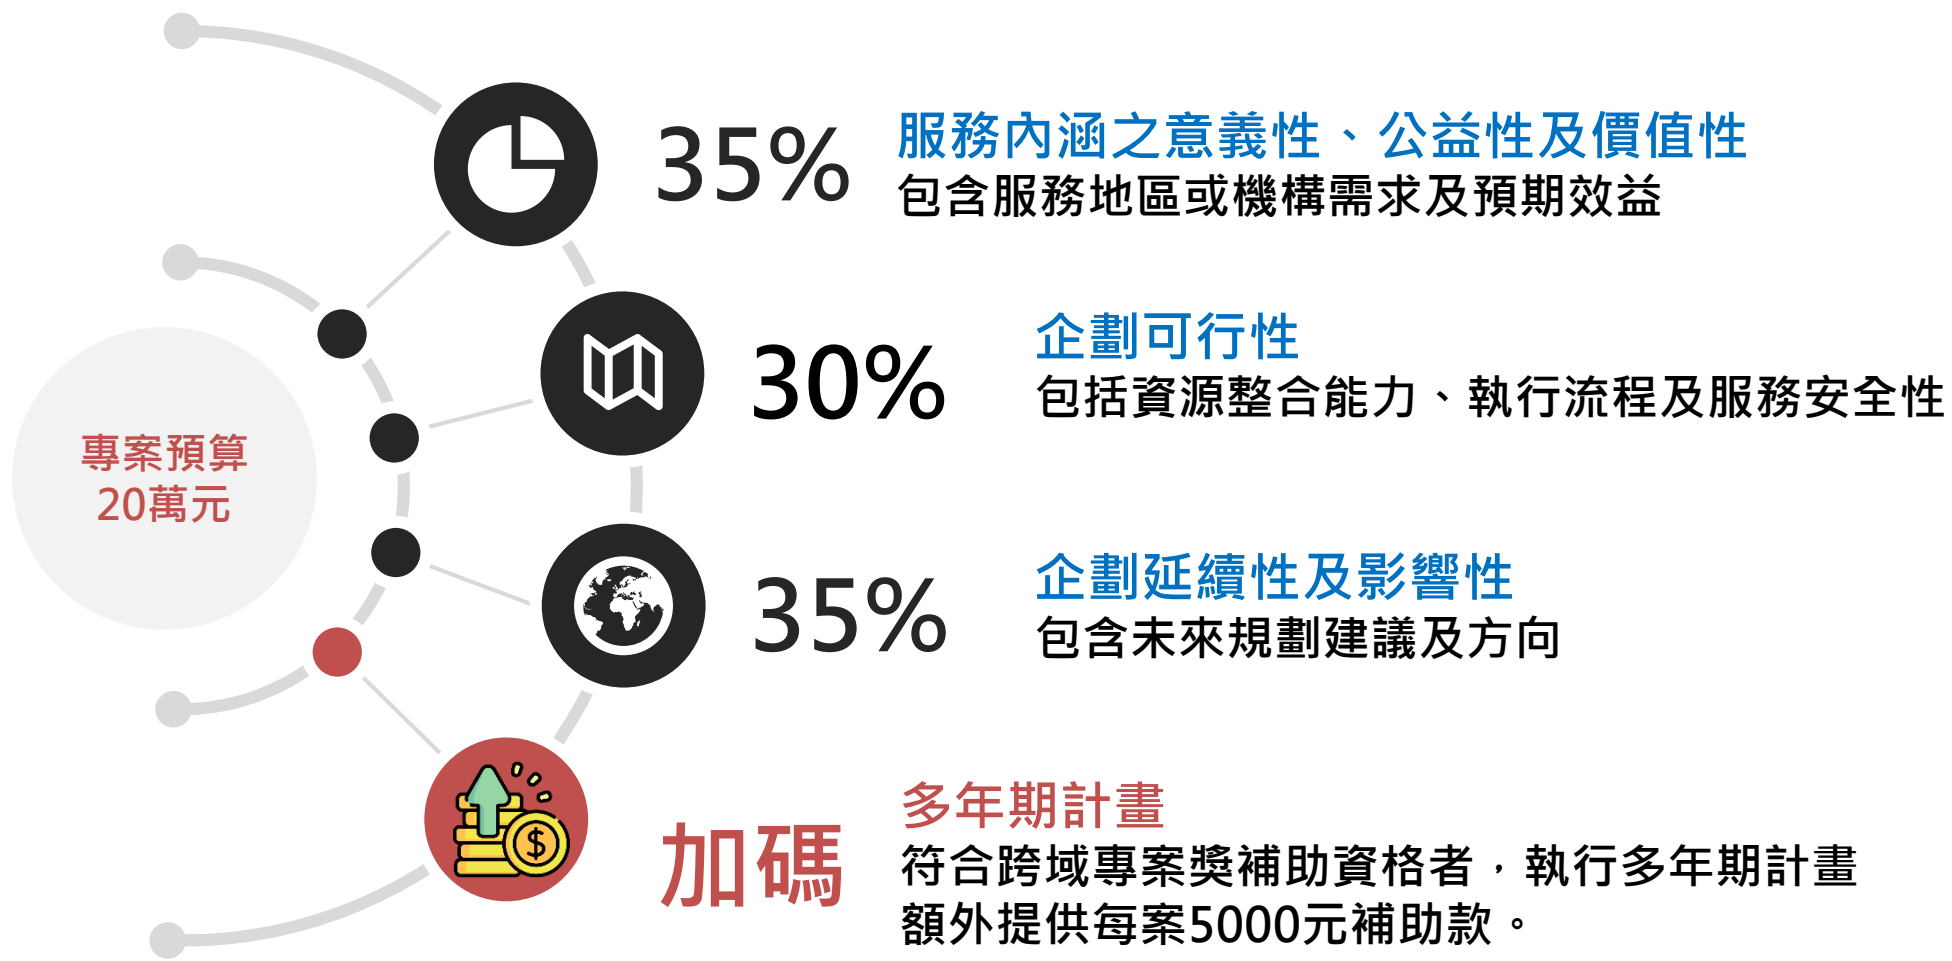 35%
服務內涵之意義性、公益性及價值性
包含服務地區或機構需求及預期效益
30%
企劃可行性
包括資源整合能力、執行流程及服務安全性
專案預算
20萬元
35%
企劃延續性及影響性
包含未來規劃建議及方向
加碼
多年期計畫
符合跨域專案獎補助資格者，執行多年期計畫
額外提供每案5000元補助款。